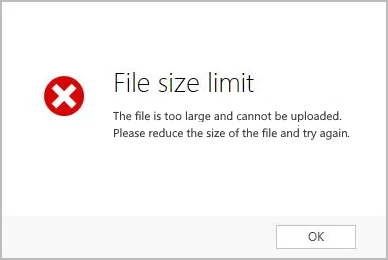 File size limit
The file is too large and cannot be uploaded.
Please reduce the size of the file and try again.
OK